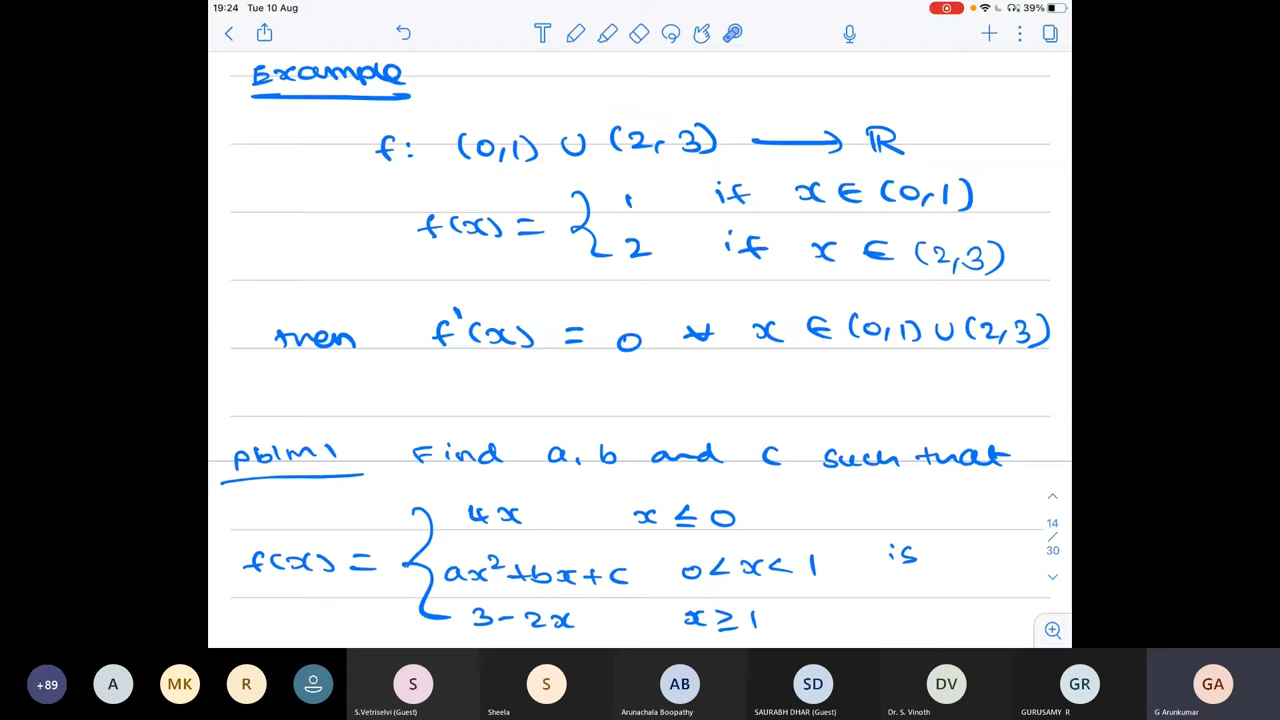 19:24 Tue 10 Aug 39%
Example
f: (0,1) ∪ (2,3) ⟶ ℝ
f(x) = { 1 if x ∈ (0,1)
2 if x ∈ (2,3)
then f'(x) = 0 ∀ x ∈ (0,1) ∪ (2,3)
pblm 1 Find a, b and c such that
f(x) = { 4x x ≤ 0
ax²+bx+c 0<x<1 is
3-2x x ≥ 1
14
/
30
+89 A MK R S S AB SD DV GR GA
S.Vetriselvi (Guest) Sheela Arunachala Boopathy SAURABH DHAR (Guest) Dr. S. Vinoth GURUSAMY R G Arunkumar